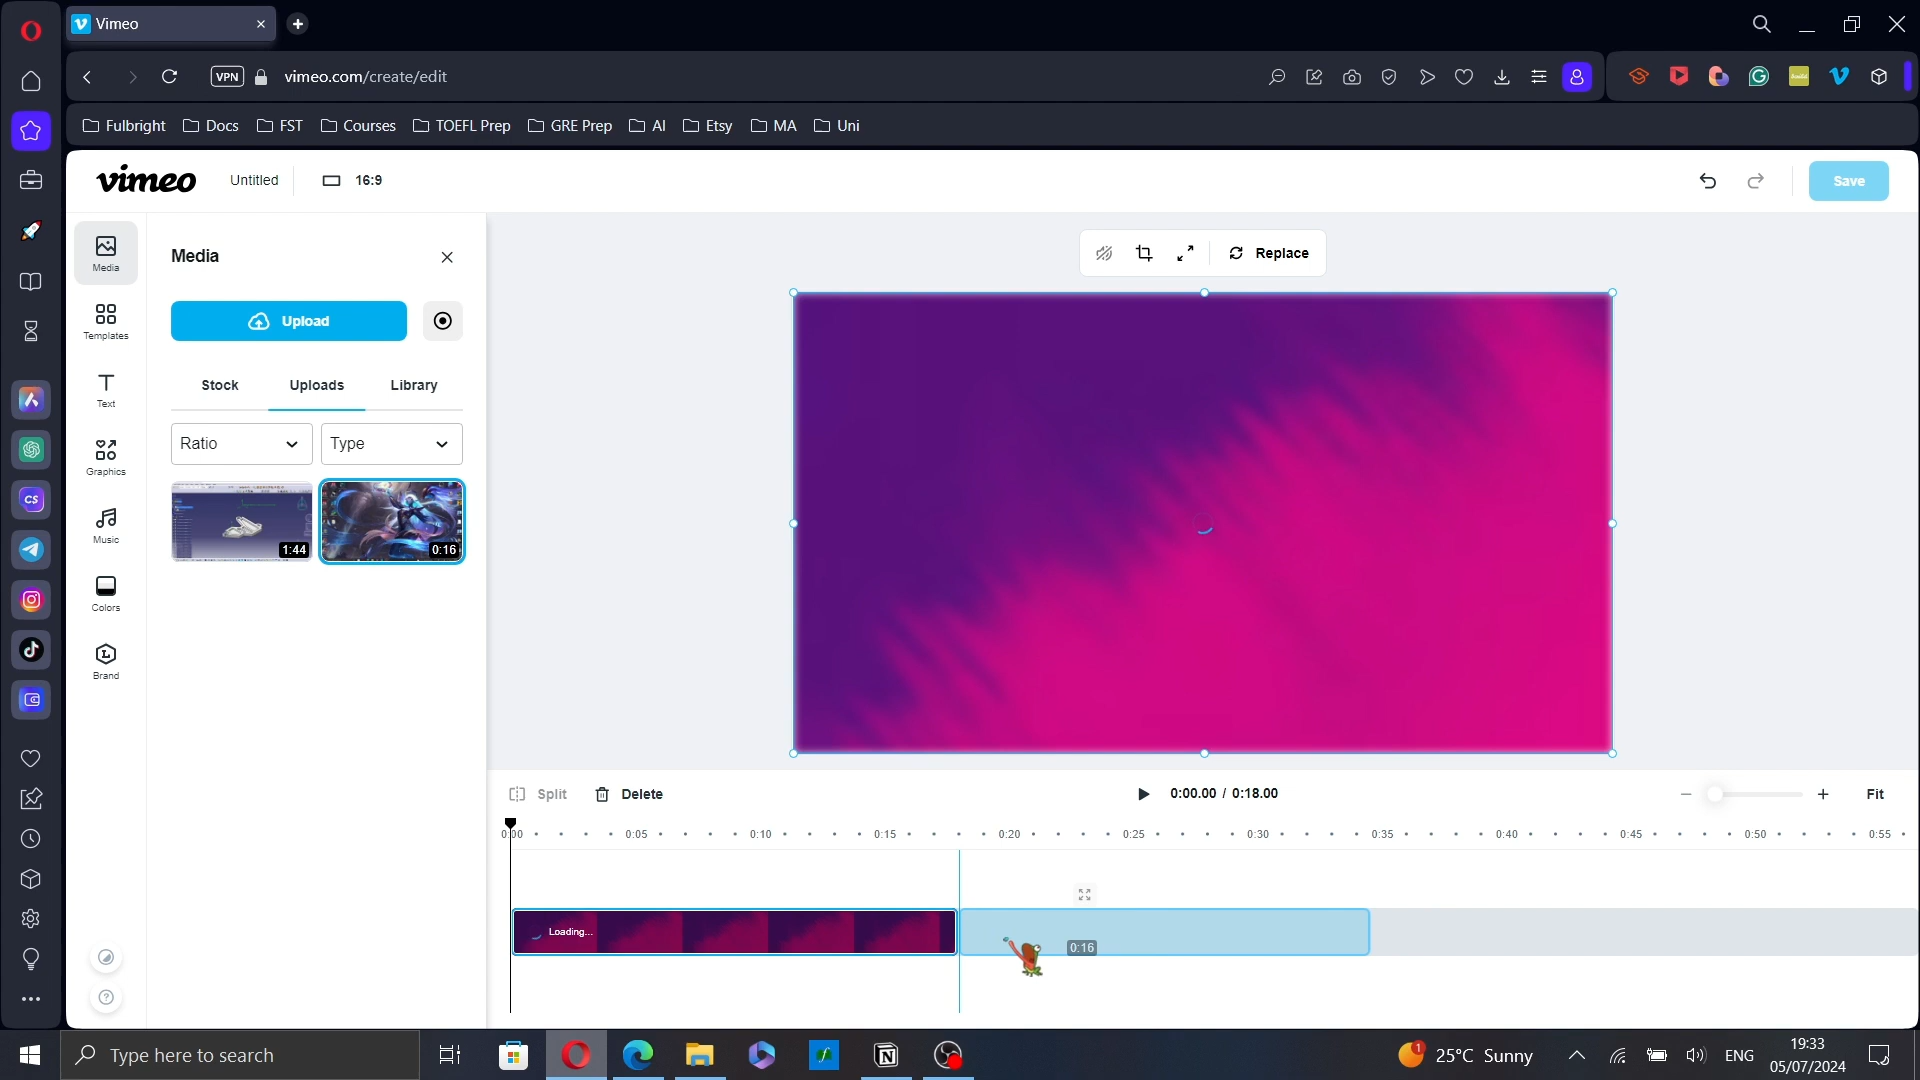 Vimeo
VPN
vimeo.com/create/edit
Fulbright
Docs
FST
Courses
TOEFL Prep
GRE Prep
AI
Etsy
MA
Uni
vimeo
Untitled
16:9
Save
Media
Templates
Text
Graphics
Music
Colors
Brand
Media
Upload
Stock
Uploads
Library
Ratio
Type
1:44
0:16
Replace
Split
Delete
0:00.00 / 0:18.00
Fit
0:00
0:05
0:10
0:15
0:20
0:25
0:30
0:35
0:40
0:45
0:50
0:55
Loading...
0:16
CS
Type here to search
1
25°C Sunny
ENG
19:33
05/07/2024